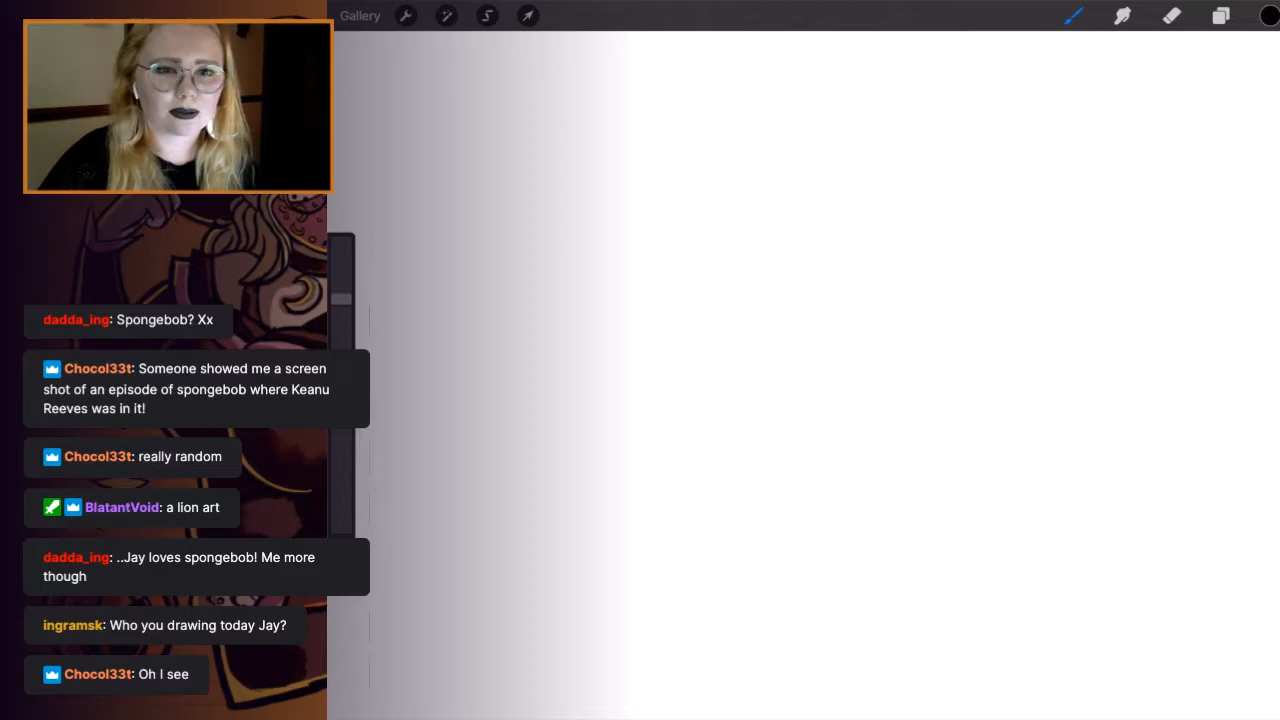 Gallery
dadda_ing: Spongebob? Xx
Chocol33t: Someone showed me a screen
shot of an episode of spongebob where Keanu
Reeves was in it!
Chocol33t: really random
BlatantVoid: a lion art
dadda_ing: ..Jay loves spongebob! Me more
though
ingramsk: Who you drawing today Jay?
Chocol33t: Oh I see